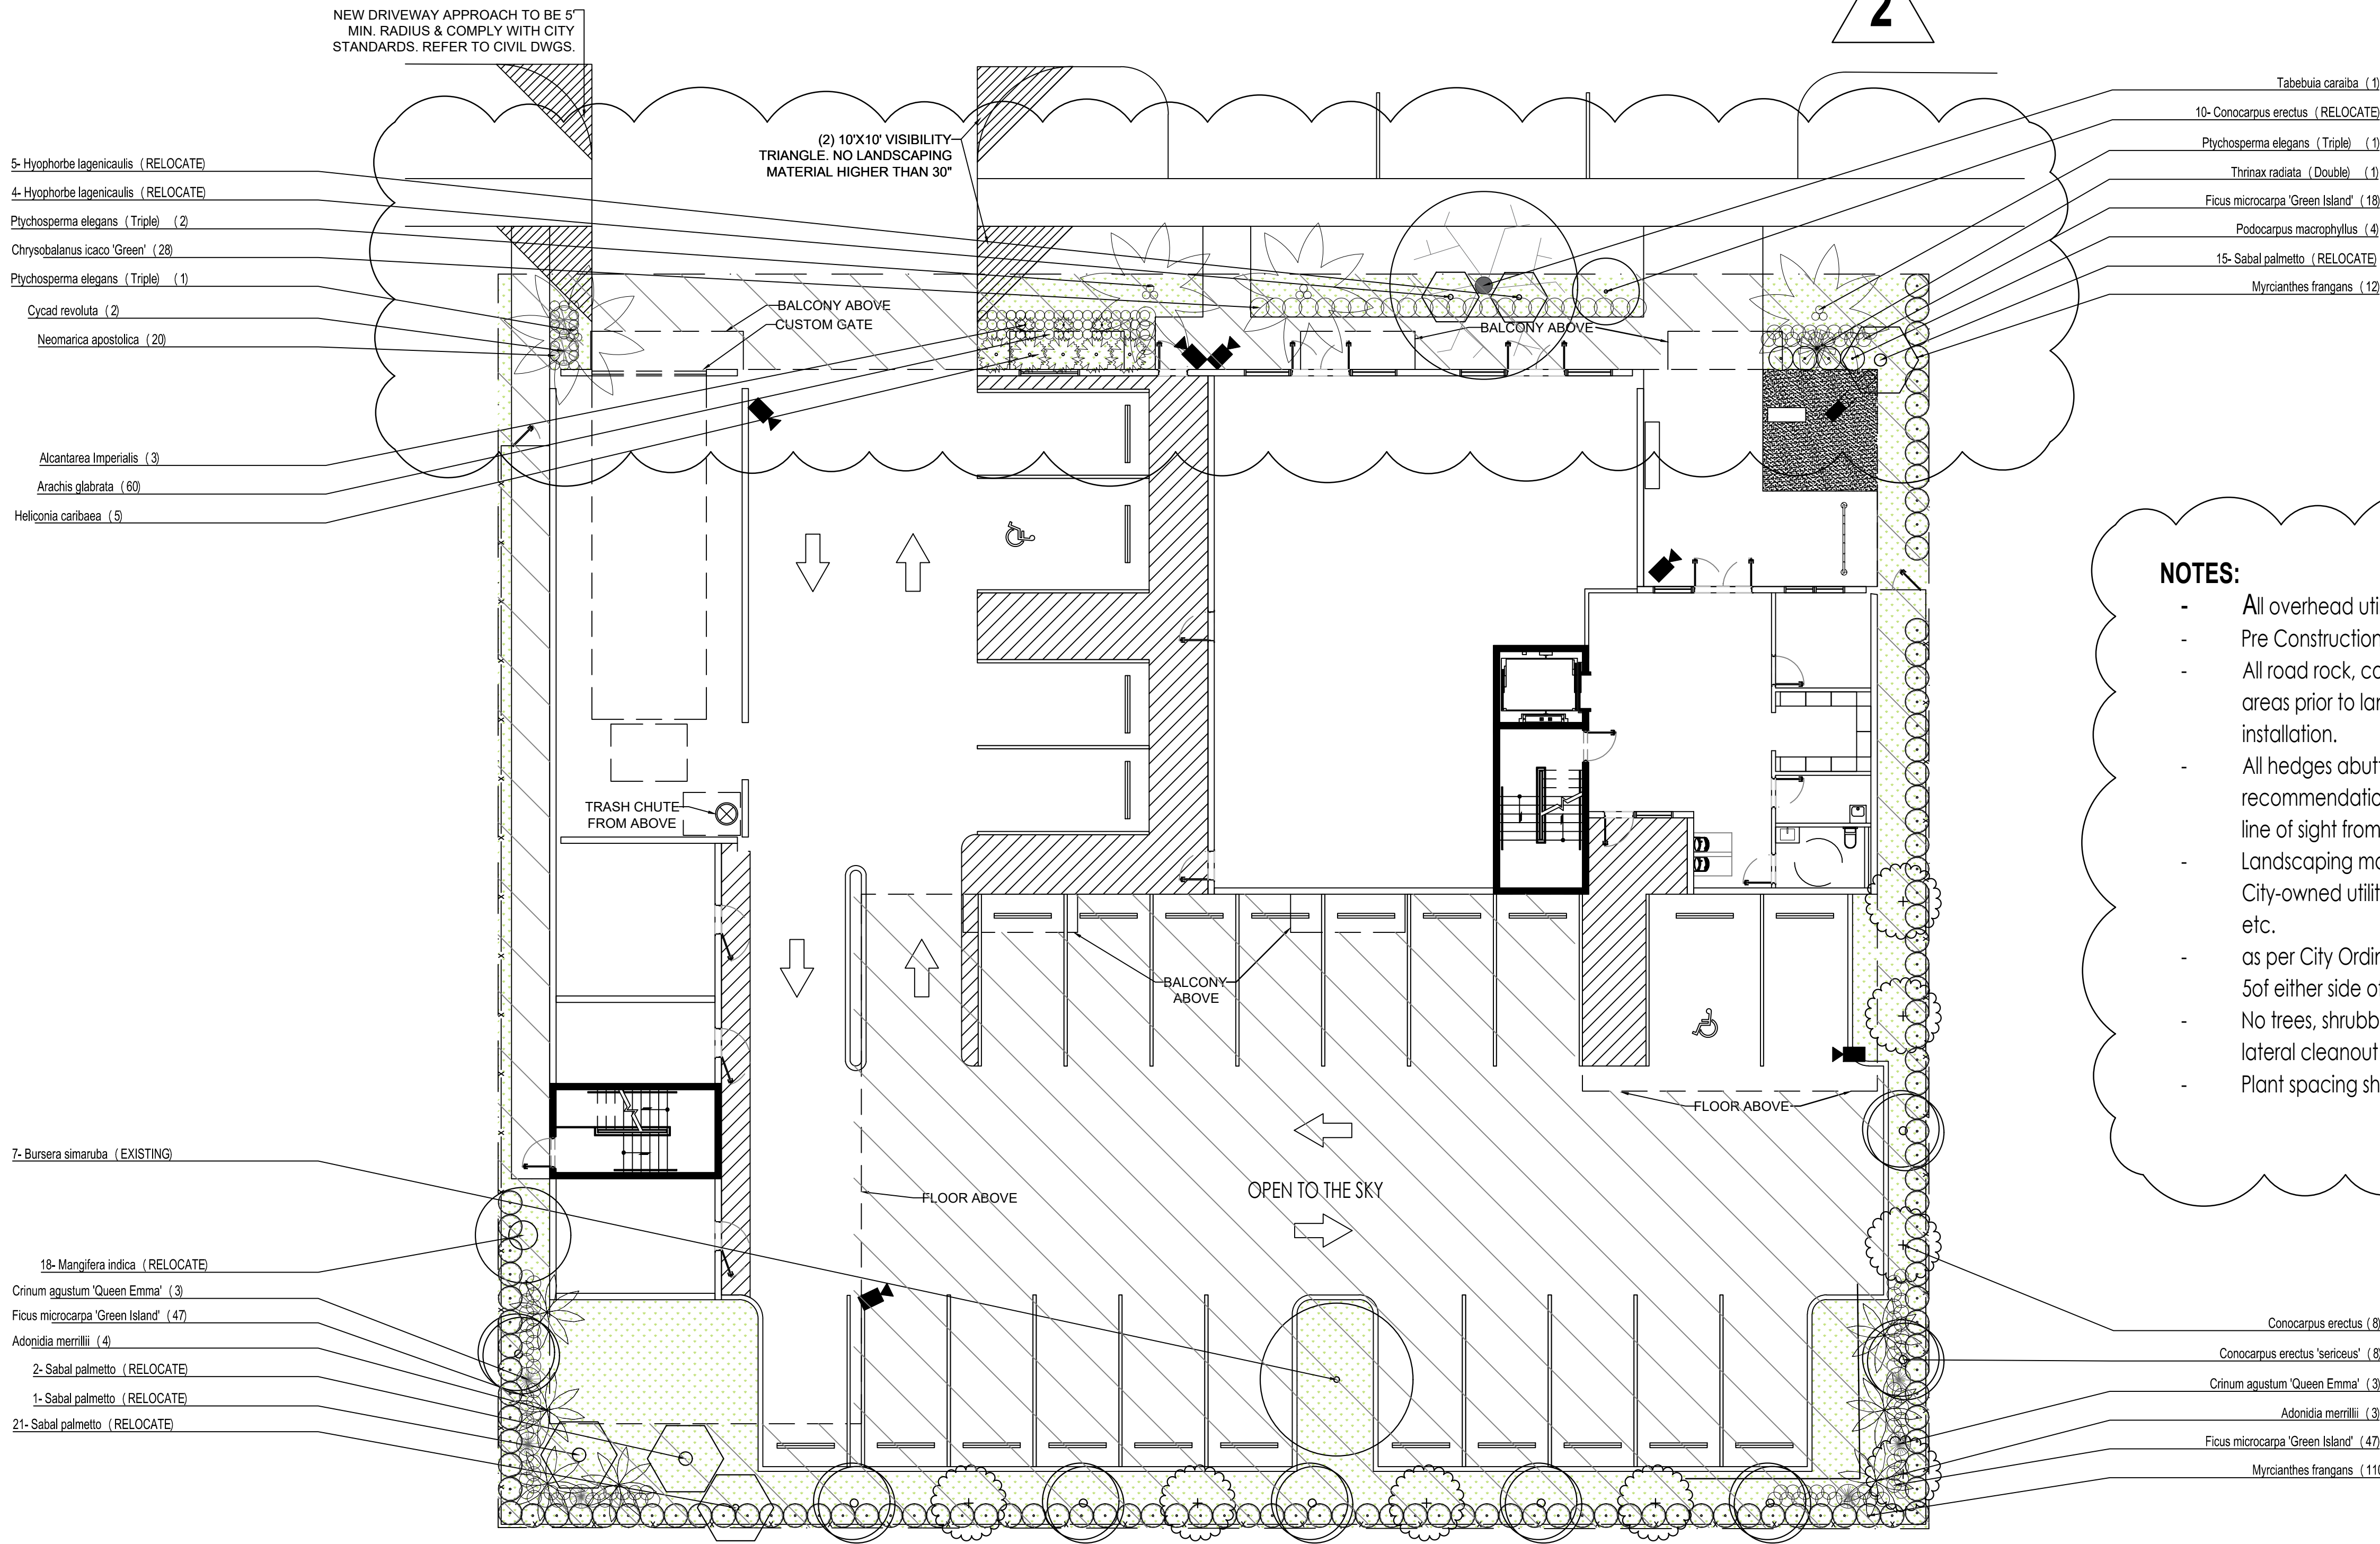 NEW DRIVEWAY APPROACH TO BE 5'
MIN. RADIUS & COMPLY WITH CITY
STANDARDS. REFER TO CIVIL DWGS.
2
(2) 10'X10' VISIBILITY
TRIANGLE. NO LANDSCAPING
MATERIAL HIGHER THAN 30"
5- Hyophorbe lagenicaulis (RELOCATE)
4- Hyophorbe lagenicaulis (RELOCATE)
Ptychosperma elegans (Triple) (2)
Chrysobalanus icaco 'Green' (28)
Ptychosperma elegans (Triple) (1)
Cycad revoluta (2)
Neomarica apostolica (20)
Alcantarea Imperialis (3)
Arachis glabrata (60)
Heliconia caribaea (5)
Tabebuia caraiba (1)
10- Conocarpus erectus (RELOCATE)
Ptychosperma elegans (Triple) (1)
Thrinax radiata (Double) (1)
Ficus microcarpa 'Green Island' (18)
Podocarpus macrophyllus (4)
15- Sabal palmetto (RELOCATE)
Myrcianthes frangans (12)
BALCONY ABOVE
CUSTOM GATE
BALCONY ABOVE
TRASH CHUTE
FROM ABOVE
BALCONY
ABOVE
FLOOR ABOVE
FLOOR ABOVE
OPEN TO THE SKY
NOTES:
- All overhead uti
- Pre Construction
- All road rock, co
areas prior to lan
installation.
- All hedges abut
recommendatio
line of sight from
- Landscaping ma
City-owned utilit
etc.
- as per City Ordin
5of either side of
- No trees, shrubb
lateral cleanout
- Plant spacing sh
7- Bursera simaruba (EXISTING)
18- Mangifera indica (RELOCATE)
Crinum agustum 'Queen Emma' (3)
Ficus microcarpa 'Green Island' (47)
Adonidia merrillii (4)
2- Sabal palmetto (RELOCATE)
1- Sabal palmetto (RELOCATE)
21- Sabal palmetto (RELOCATE)
Conocarpus erectus (8)
Conocarpus erectus 'sericeus' (8)
Crinum agustum 'Queen Emma' (3)
Adonidia merrillii (3)
Ficus microcarpa 'Green Island' (47)
Myrcianthes frangans (110